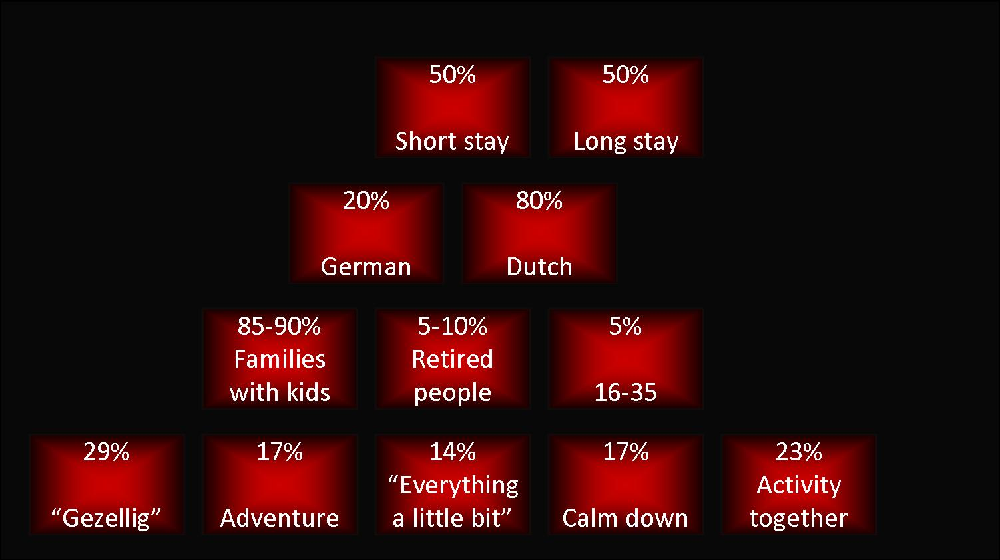 50%
Short stay
50%
Long stay
20%
German
80%
Dutch
85-90%
Families
with kids
5-10%
Retired
people
5%
16-35
29%
“Gezellig”
17%
Adventure
14%
“Everything
a little bit”
17%
Calm down
23%
Activity
together